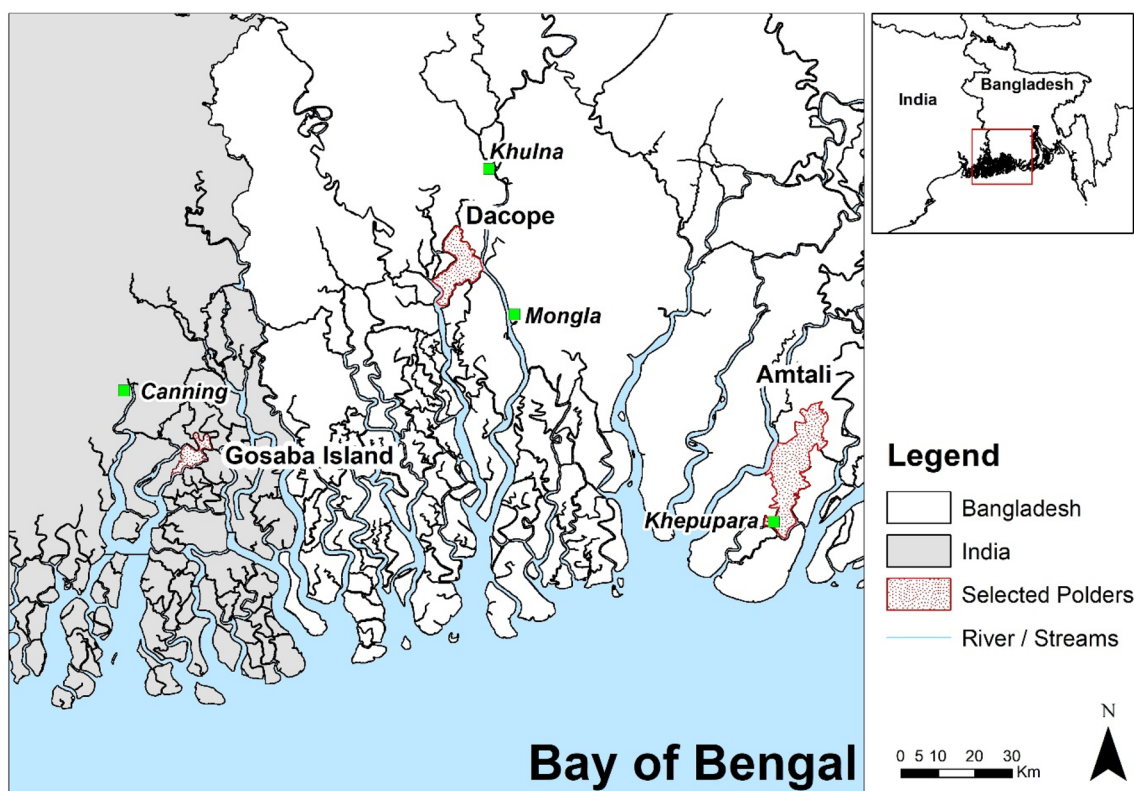 Khulna
Dacope
Mongla
Amtali
Canning
Gosaba Island
Khepupara
Bay of Bengal
India
Bangladesh
Legend
Bangladesh
India
Selected Polders
River / Streams
N
0 5 10 20 30
Km